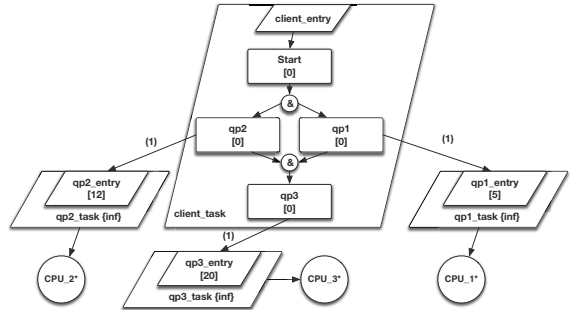 client_entry
Start
[0]
&
qp2
[0]
qp1
[0]
(1)
(1)
&
qp2_entry
[12]
qp2_task {inf}
qp3
[0]
client_task
qp1_entry
[5]
qp1_task {inf}
(1)
qp3_entry
[20]
qp3_task {inf}
CPU_2*
CPU_3*
CPU_1*